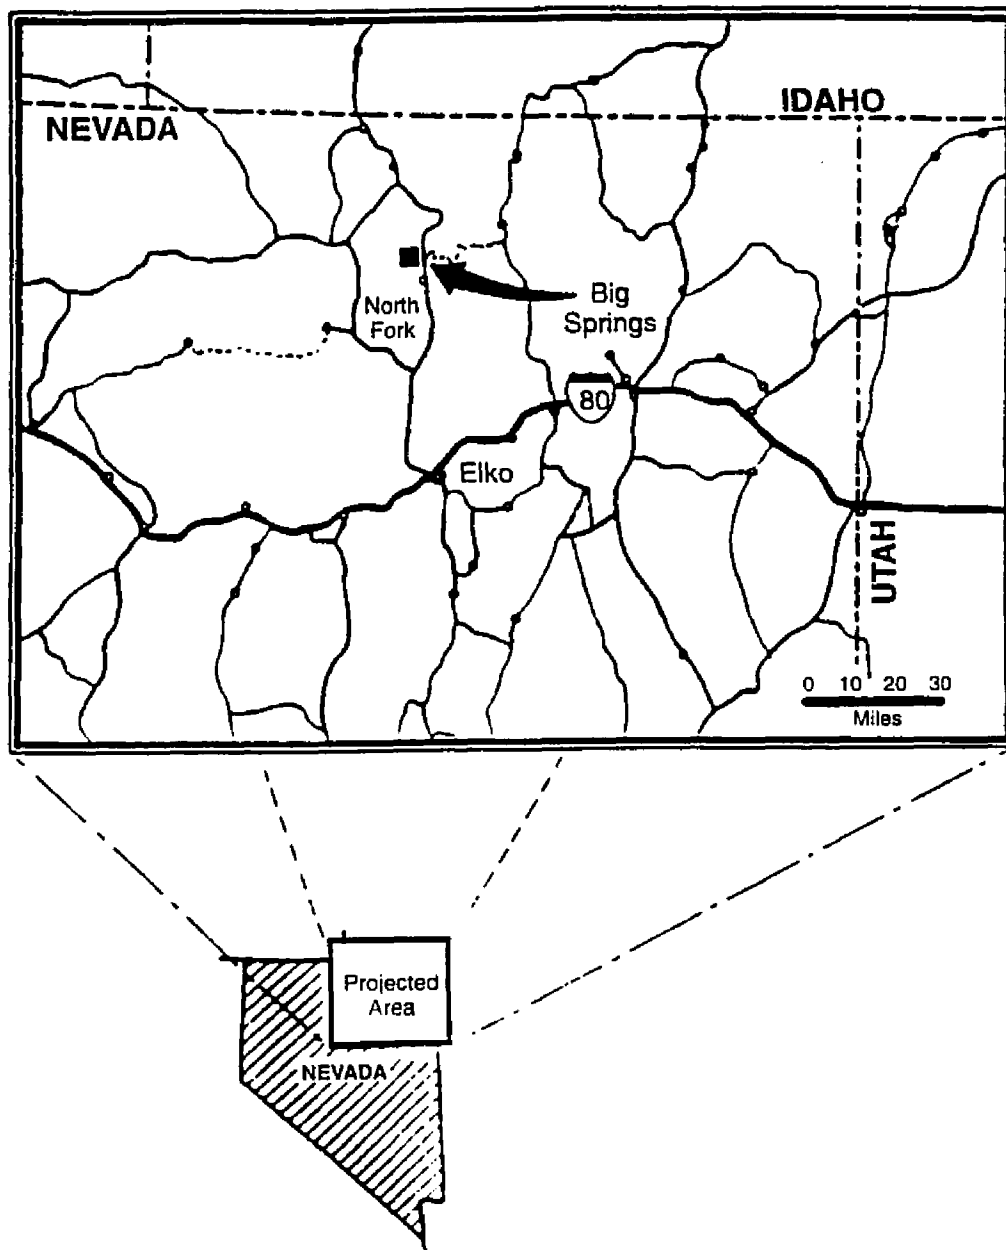 IDAHO
NEVADA
North
Fork
Big
Springs
80
Elko
UTAH
0 10 20 30
Miles
Projected
Area
NEVADA